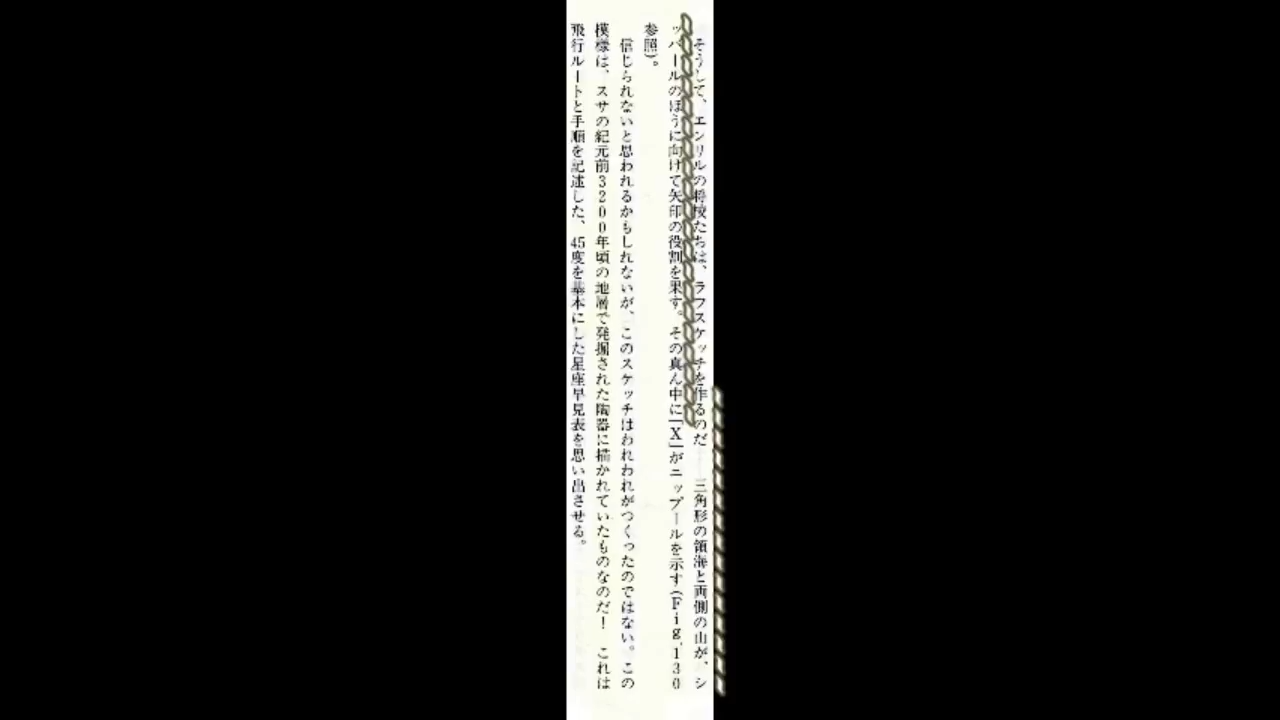 そうして、エンリルの将校たちは、ラフスケッチを作るのだ――三角形の領海と両側の山が、シ
ッパールのほうに向けて矢印の役割を果す。その真ん中に「X」がニップールを示す(Fig.130
参照)。
信じられないと思われるかもしれないが、このスケッチはわれわれがつくったのではない。この
模様は、スサの紀元前3200年頃の地層で発掘された陶器に描かれていたものなのだ! これは
飛行ルートと手順を記述した、45度を基本にした星座早見表を思い出させる。